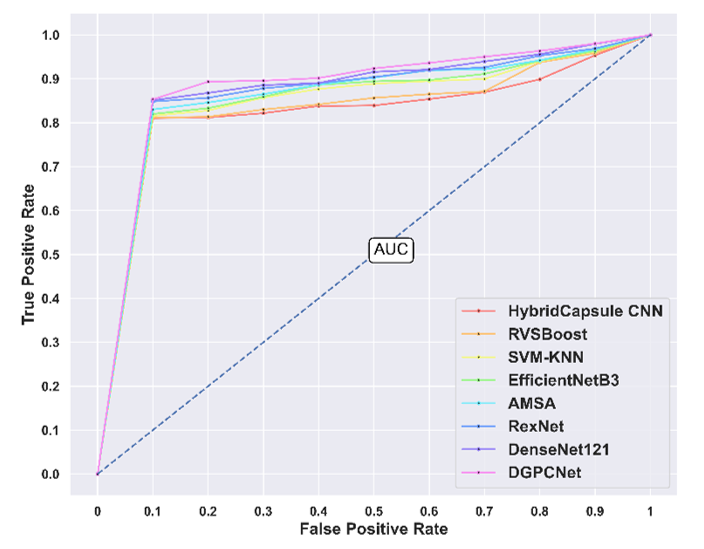 1.0
0.9
0.8
0.7
0.6
0.5
0.4
0.3
0.2
0.1
0.0
True Positive Rate
AUC
HybridCapsule CNN
RVSBoost
SVM-KNN
EfficientNetB3
AMSA
RexNet
DenseNet121
DGPCNet
0 0.1 0.2 0.3 0.4 0.5 0.6 0.7 0.8 0.9 1
False Positive Rate